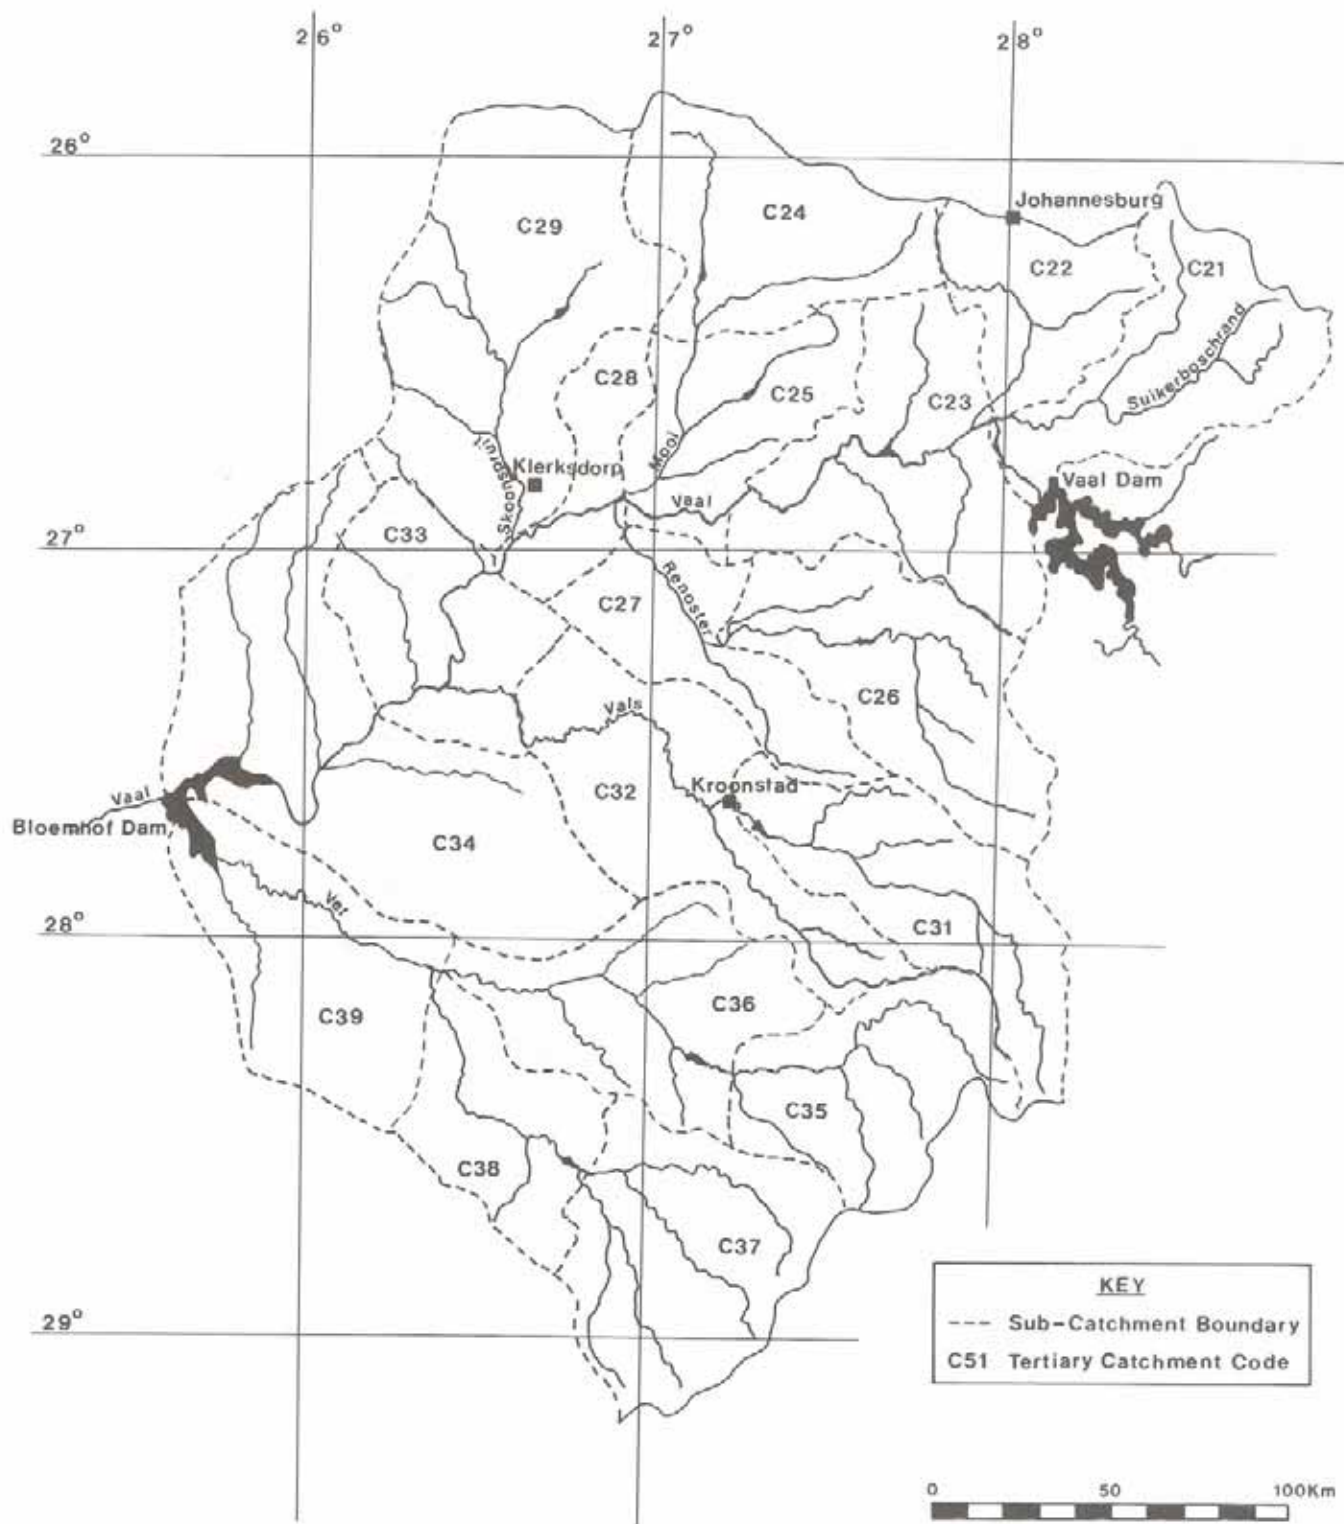 26°
27°
28°
26°
Johannesburg
C24
C29
C22
C21
Suikerboschrand
C28
C25
C23
Mooi
Skoonspruit
Klerksdorp
Vaal Dam
Vaal
C33
27°
Renoster
C27
C26
Vals
Kroonstad
C32
Vaal
Bloemhof Dam
C34
Vet
28°
C31
C36
C39
C35
C38
C37
KEY
--- Sub-Catchment Boundary
C51 Tertiary Catchment Code
29°
0 50 100Km